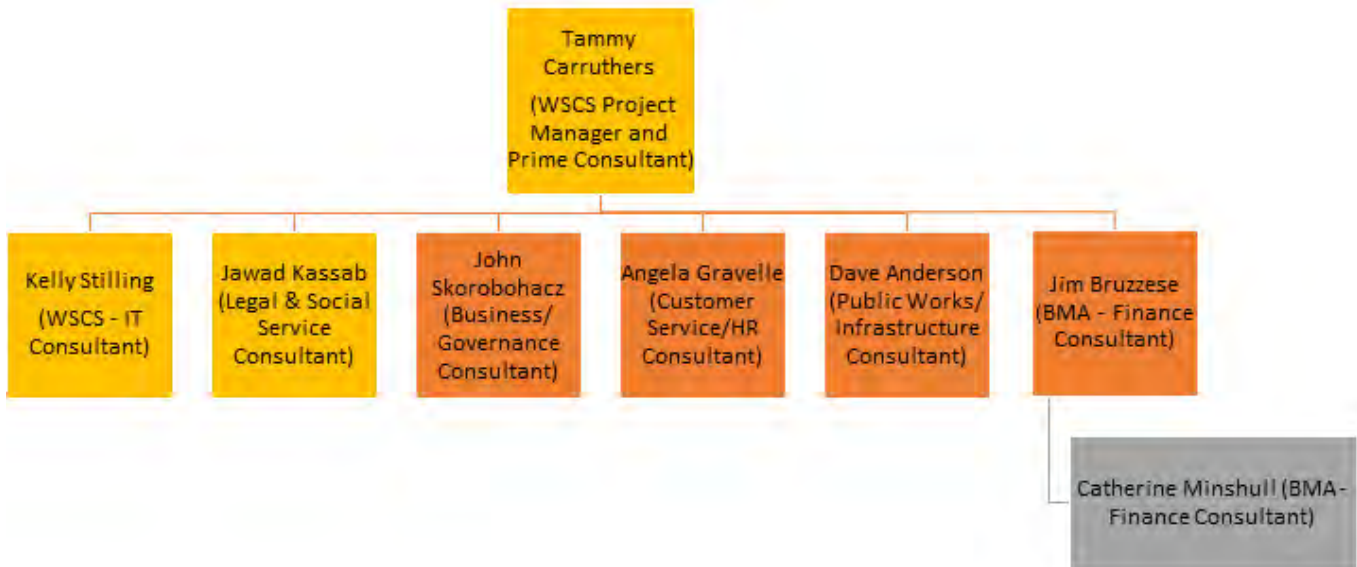 Tammy
Carruthers
(WSCS Project
Manager and
Prime Consultant)
Kelly Stilling
(WSCS - IT
Consultant)
Jawad Kassab
(Legal & Social
Service
Consultant)
John
Skorobohacz
(Business/
Governance
Consultant)
Angela Gravelle
(Customer
Service/HR
Consultant)
Dave Anderson
(Public Works/
Infrastructure
Consultant)
Jim Bruzzese
(BMA - Finance
Consultant)
Catherine Minshull (BMA -
Finance Consultant)